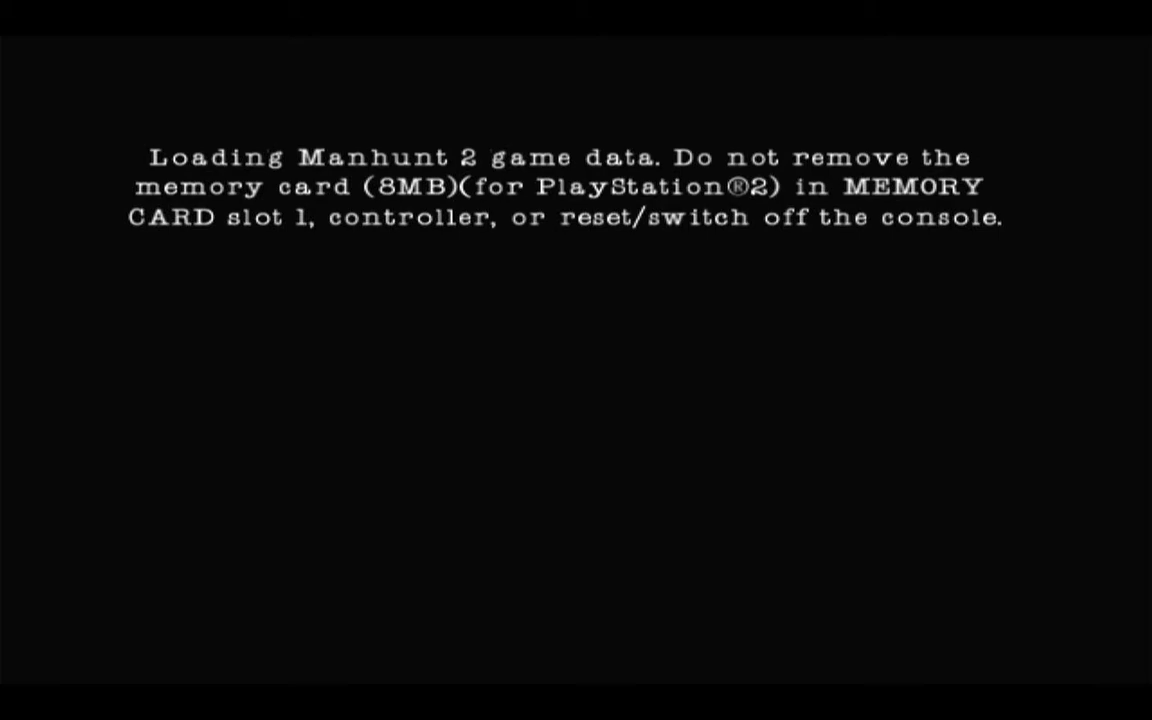 Loading Manhunt 2 game data. Do not remove the
memory card (8MB)(for PlayStation®2) in MEMORY
CARD slot 1, controller, or reset/switch off the console.